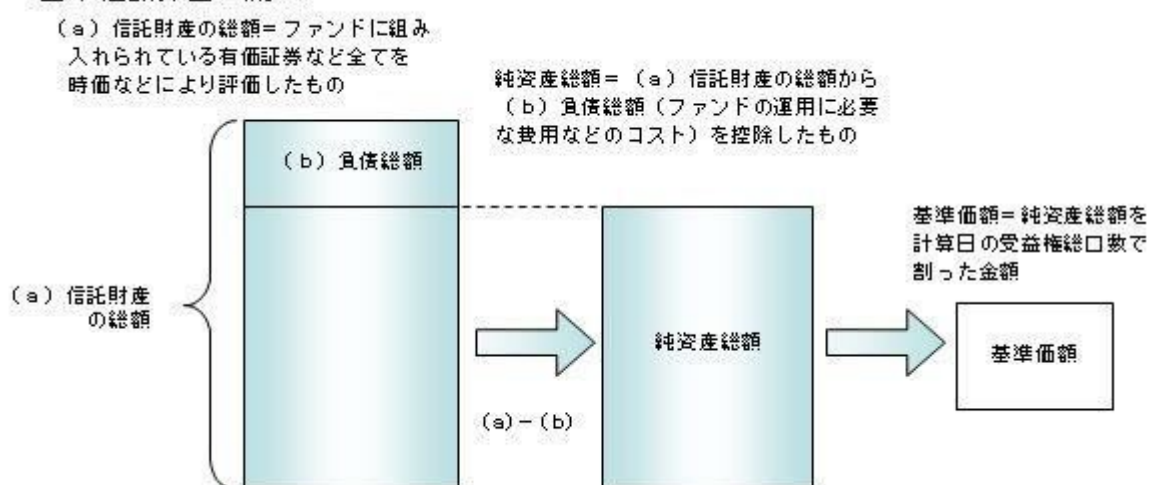 （a）信託財産の総額=ファンドに組み
入れられている有価証券など全てを
時価などにより評価したもの
純資産総額=（a）信託財産の総額から
（b）負債総額（ファンドの運用に必要
な費用などのコスト）を控除したもの
（b）負債総額
基準価額=純資産総額を
計算日の受益権総口数で
割った金額
（a）信託財産
の総額
純資産総額
基準価額
(a)-(b)